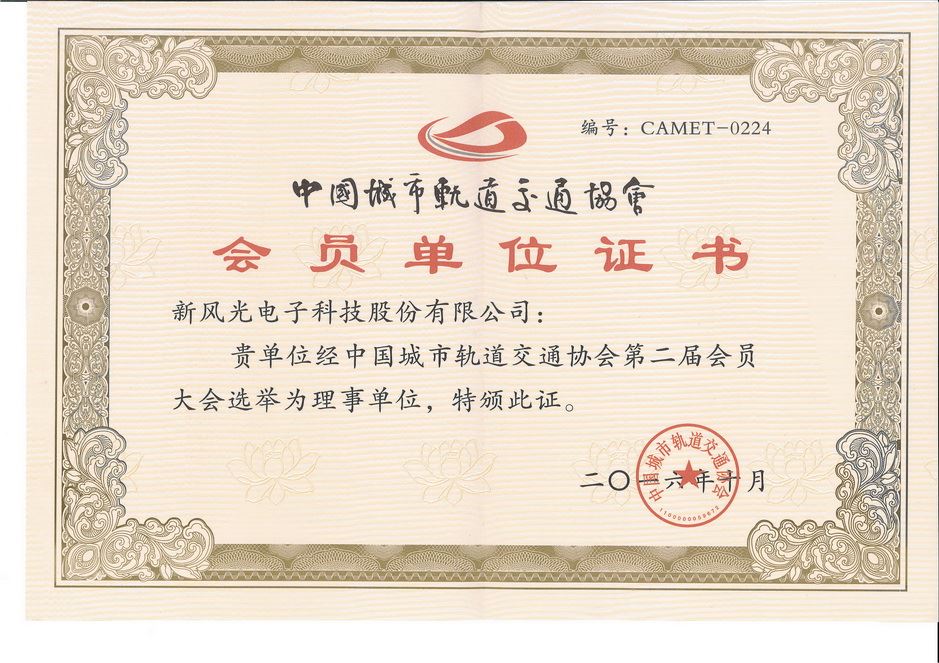 编号：CAMET-0224
中國城市軌道交通協會
会员单位证书
新风光电子科技股份有限公司：
贵单位经中国城市轨道交通协会第二届会员
大会选举为理事单位，特颁此证。
二〇一六年十月
中国城市轨道交通协会